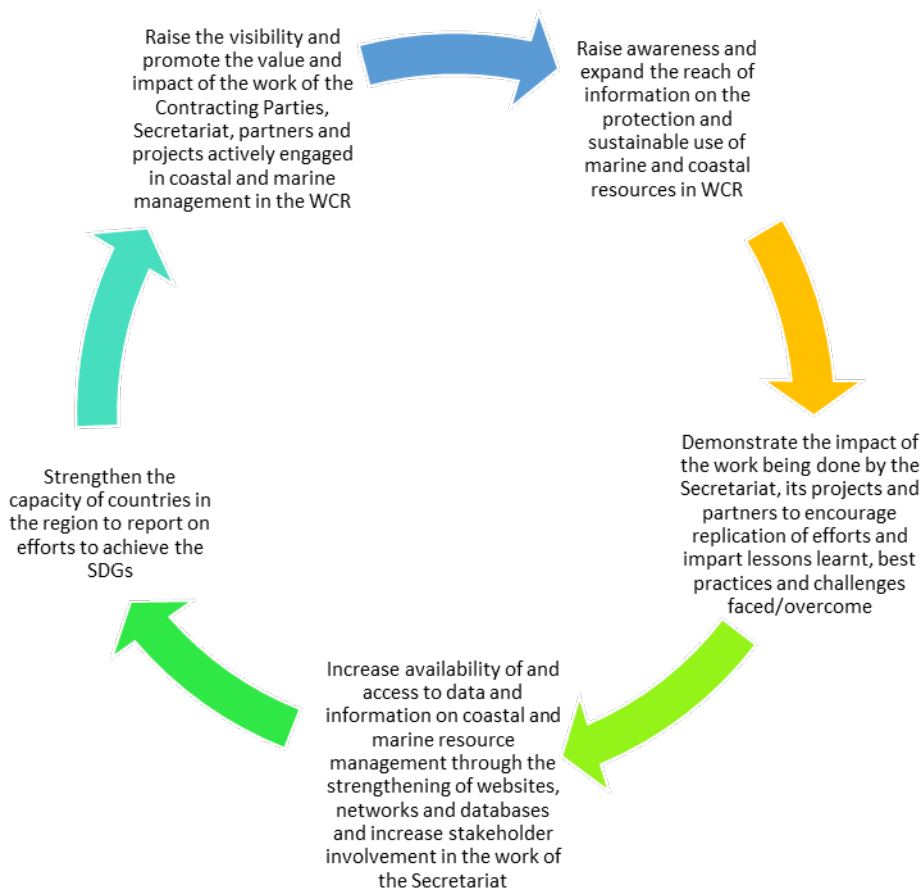 Raise the visibility and
promote the value and
impact of the work of the
Contracting Parties,
Secretariat, partners and
projects actively engaged
in coastal and marine
management in the WCR
Raise awareness and
expand the reach of
information on the
protection and
sustainable use of
marine and coastal
resources in WCR
Demonstrate the impact of
the work being done by the
Secretariat, its projects and
partners to encourage
replication of efforts and
impart lessons learnt, best
practices and challenges
faced/overcome
Increase availability of and
access to data and
information on coastal and
marine resource
management through the
strengthening of websites,
networks and databases
and increase stakeholder
involvement in the work of
the Secretariat
Strengthen the
capacity of countries in
the region to report on
efforts to achieve the
SDGs